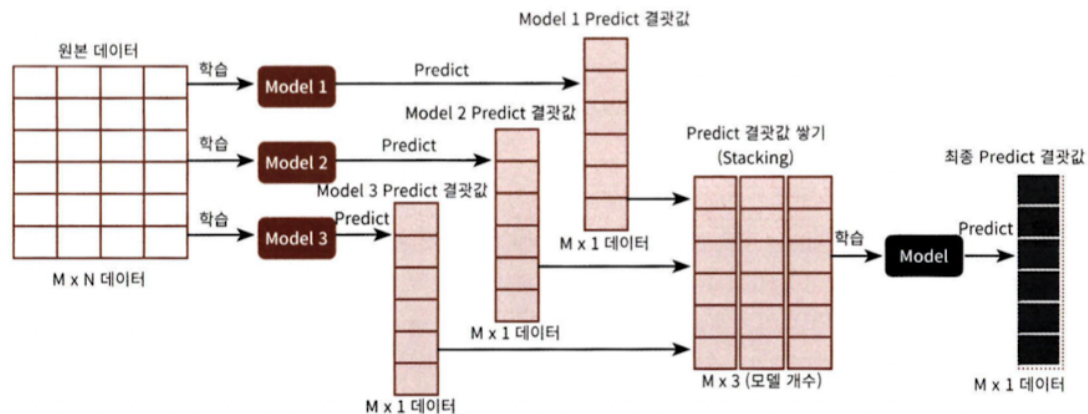 Model 1 Predict 결괏값
원본 데이터
학습
Model 1
Predict
Model 2 Predict 결괏값
학습
Model 2
Predict
Model 3 Predict 결괏값
학습
Model 3
Predict
M x N 데이터
M x 1 데이터
M x 1 데이터
M x 1 데이터
Predict 결괏값 쌓기
(Stacking)
M x 3 (모델 개수)
학습
Model
Predict
최종 Predict 결괏값
M x 1 데이터